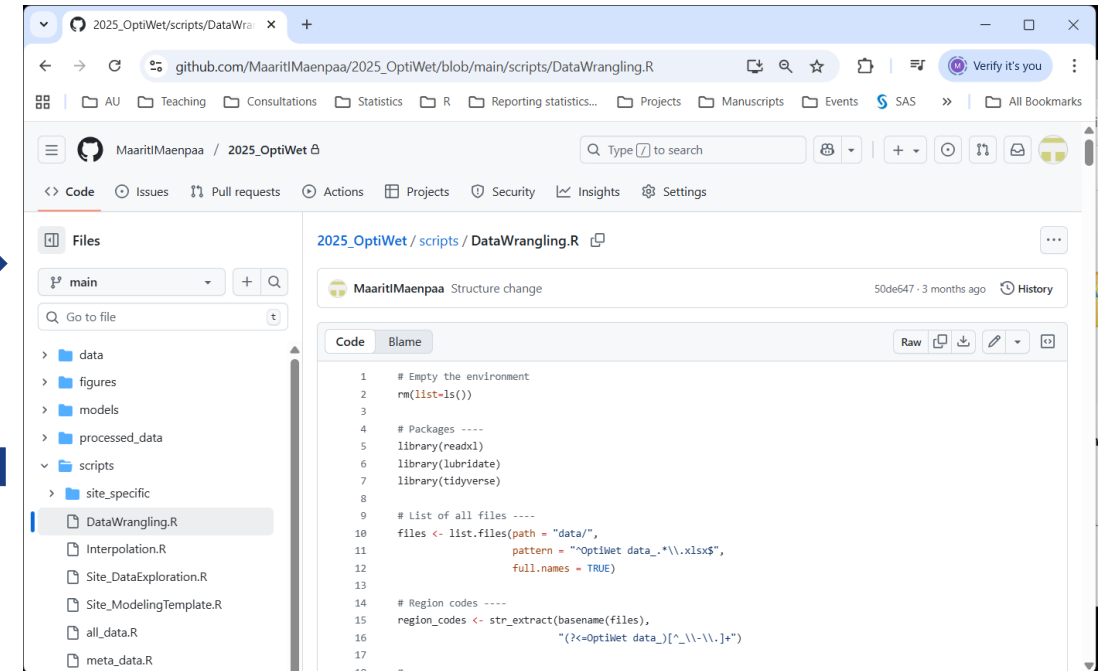 2025_OptiWet/scripts/DataWra
github.com/MaaritIMaenpaa/2025_OptiWet/blob/main/scripts/DataWrangling.R
Verify it's you
AU Teaching Consultations Statistics R Reporting statistics... Projects Manuscripts Events SAS » All Bookmarks
MaaritIMaenpaa / 2025_OptiWet
Type / to search
<> Code Issues Pull requests Actions Projects Security Insights Settings
Files
main
Go to file t
data
figures
models
processed_data
scripts
site_specific
DataWrangling.R
Interpolation.R
Site_DataExploration.R
Site_ModelingTemplate.R
all_data.R
meta_data.R
2025_OptiWet / scripts / DataWrangling.R
MaaritIMaenpaa Structure change 50de647 · 3 months ago History
Code Blame Raw
1 # Empty the environment
2 rm(list=ls())
3
4 # Packages ----
5 library(readxl)
6 library(lubridate)
7 library(tidyverse)
8
9 # List of all files ----
10 files <- list.files(path = "data/",
11 pattern = "^OptiWet data_.*\\.xlsx$",
12 full.names = TRUE)
13
14 # Region codes ----
15 region_codes <- str_extract(basename(files),
16 "(?<=OptiWet data_)[^_\\-\\.]+")
17